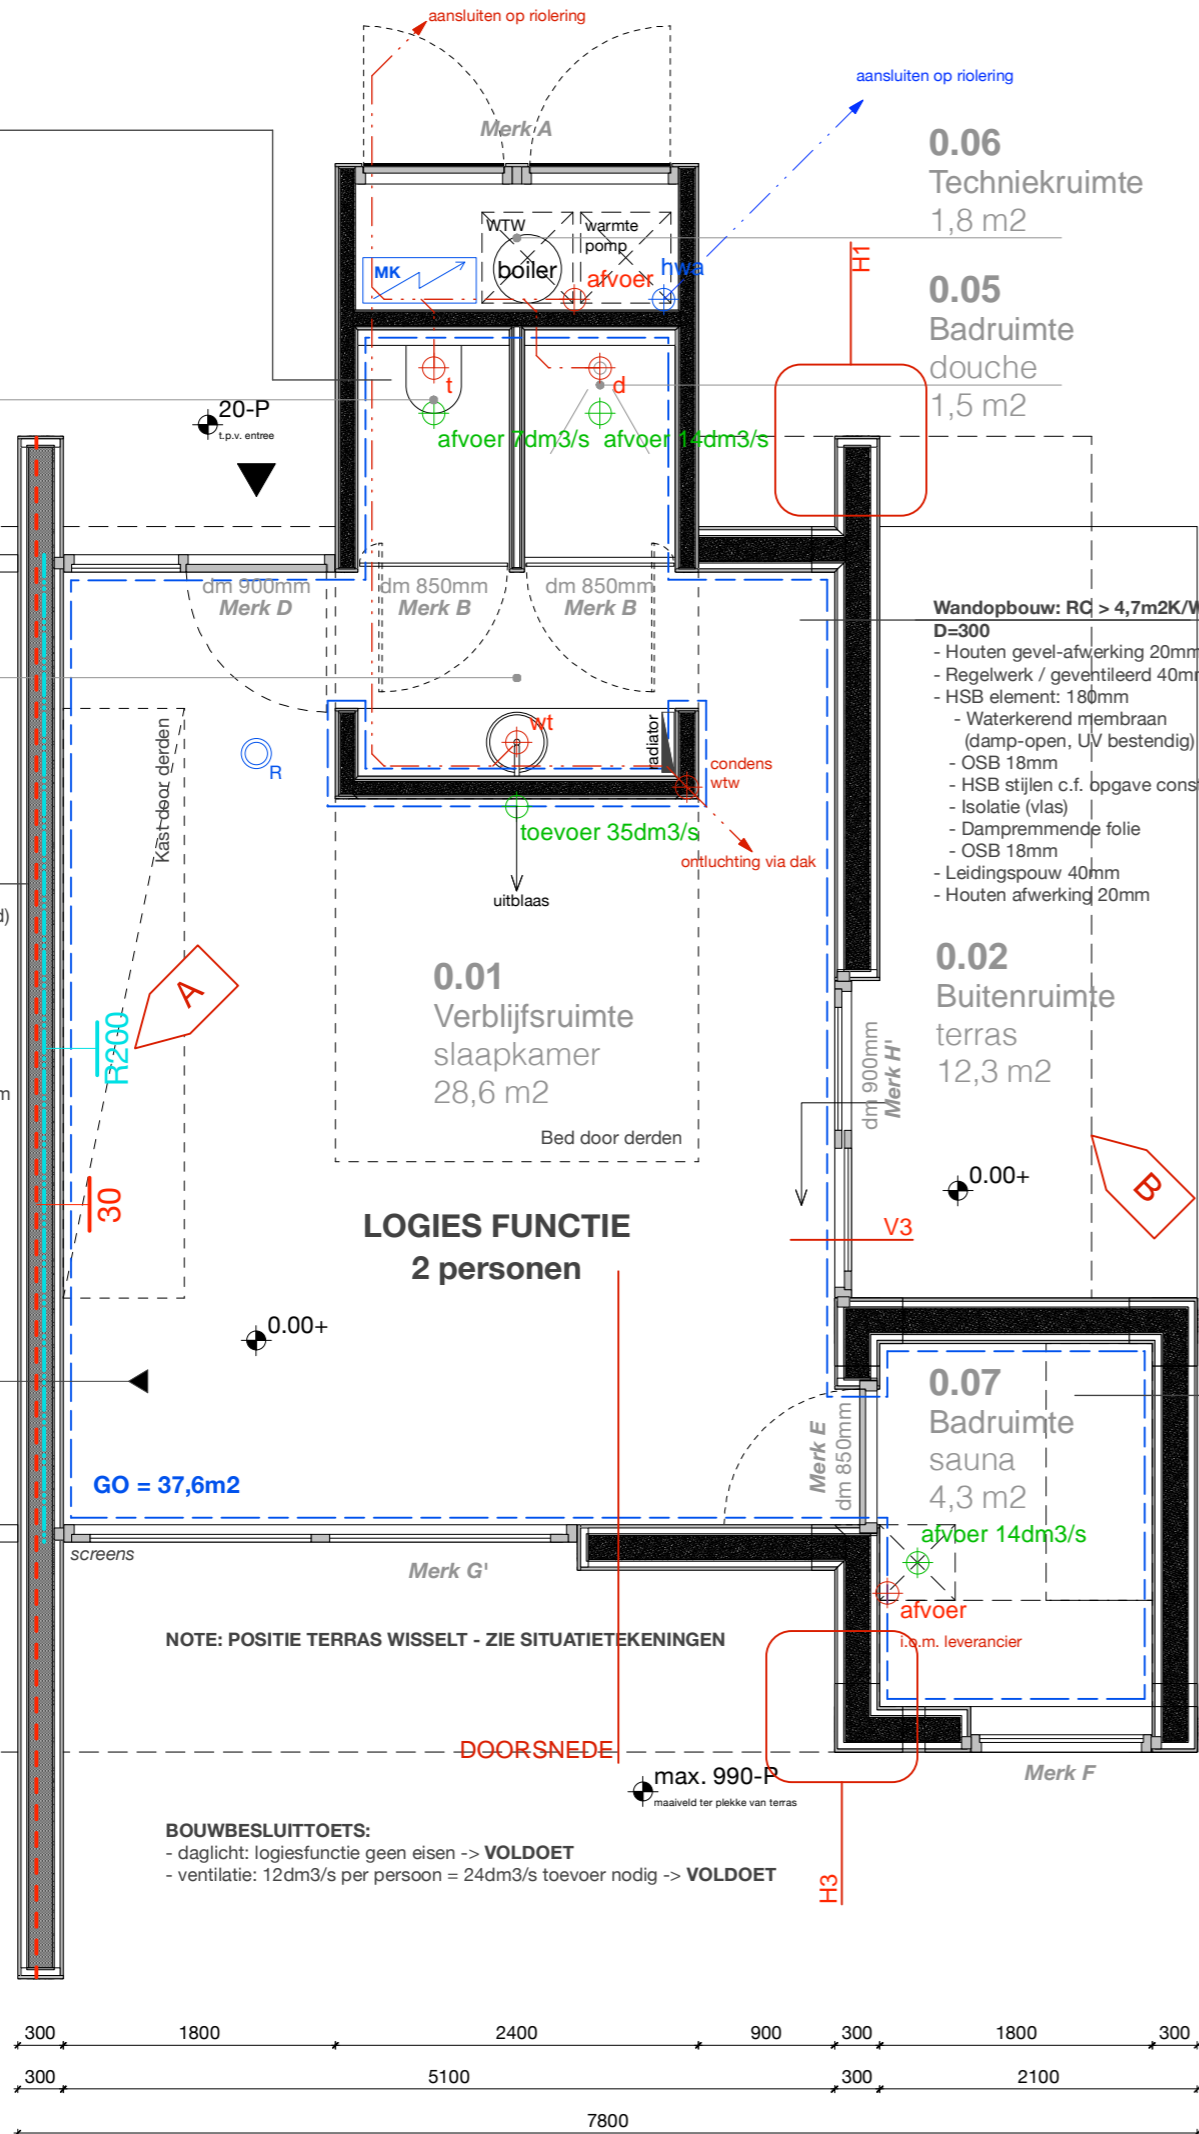 aansluiten op riolering
aansluiten op riolering
Merk A
0.06
Techniekruimte
1,8 m2
WTW
warmte
pomp
boiler
MK
afvoer
hwa
H1
0.05
Badruimte
douche
1,5 m2
t
d
20-P
t.p.v. entree
afvoer 7dm3/s
afvoer 14dm3/s
dm 900mm
Merk D
dm 850mm
Merk B
dm 850mm
Merk B
Wandopbouw: RC > 4,7m2K/W
D=300
- Houten gevel-afwerking 20mm
- Regelwerk / geventileerd 40mm
- HSB element: 180mm
- Waterkerend membraan
(damp-open, UV bestendig)
- OSB 18mm
- HSB stijlen c.f. opgave const
- Isolatie (vlas)
- Dampremmende folie
- OSB 18mm
- Leidingspouw 40mm
- Houten afwerking 20mm
Kast door derden
R
wt
radiator
condens
wtw
toevoer 35dm3/s
ontluchting via dak
uitblaas
d)
0.01
Verblijfsruimte
slaapkamer
28,6 m2
0.02
Buitenruimte
terras
12,3 m2
A
R200
m
dm 900mm
Merk H'
Bed door derden
0.00+
B
30
LOGIES FUNCTIE
2 personen
V3
0.00+
0.07
Badruimte
sauna
4,3 m2
Merk E
dm 850mm
GO = 37,6m2
afvoer 14dm3/s
screens
Merk G'
afvoer
i.o.m. leverancier
NOTE: POSITIE TERRAS WISSELT - ZIE SITUATIETEKENINGEN
DOORSNEDE
max. 990-P
maaiveld ter plekke van terras
Merk F
BOUWBESLUITTOETS:
- daglicht: logiesfunctie geen eisen -> VOLDOET
- ventilatie: 12dm3/s per persoon = 24dm3/s toevoer nodig -> VOLDOET
H3
300 1800 2400 900 300 1800 300
300 5100 300 2100
7800